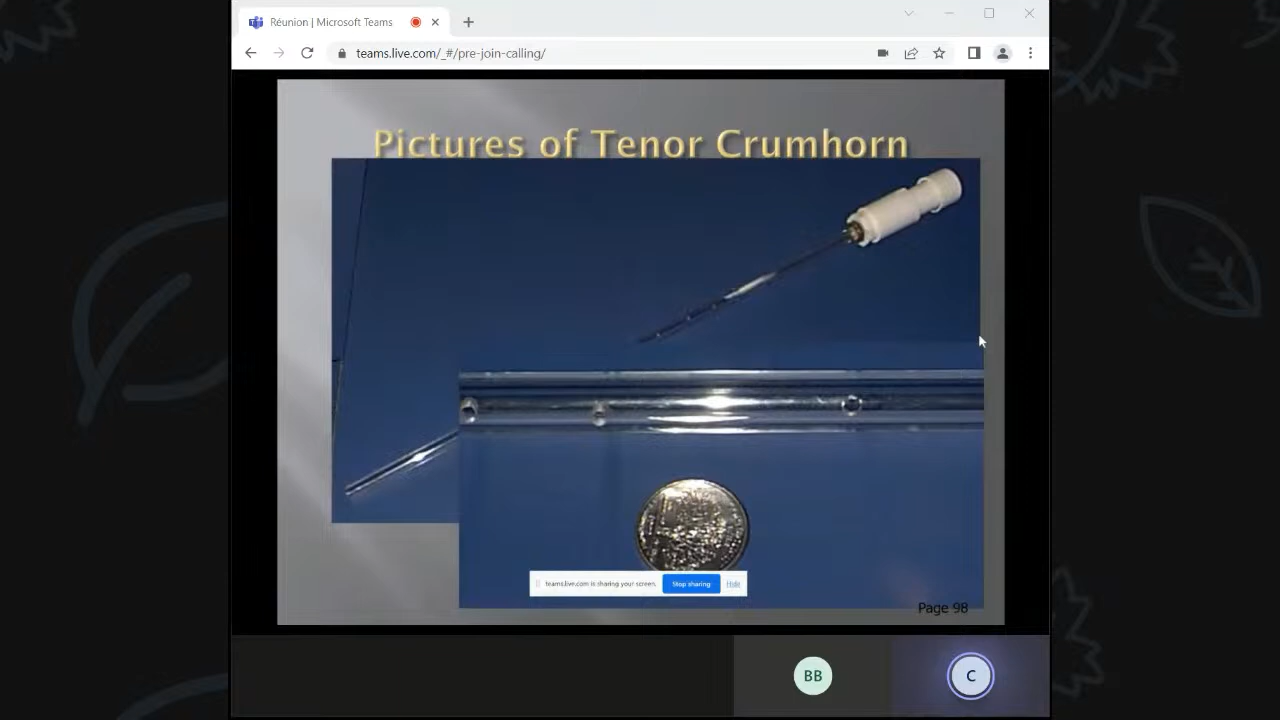 Réunion | Microsoft Teams
teams.live.com/_#/pre-join-calling/
Pictures of Tenor Crumhorn
teams.live.com is sharing your screen.
Stop sharing
Hide
Page 98
BB
C